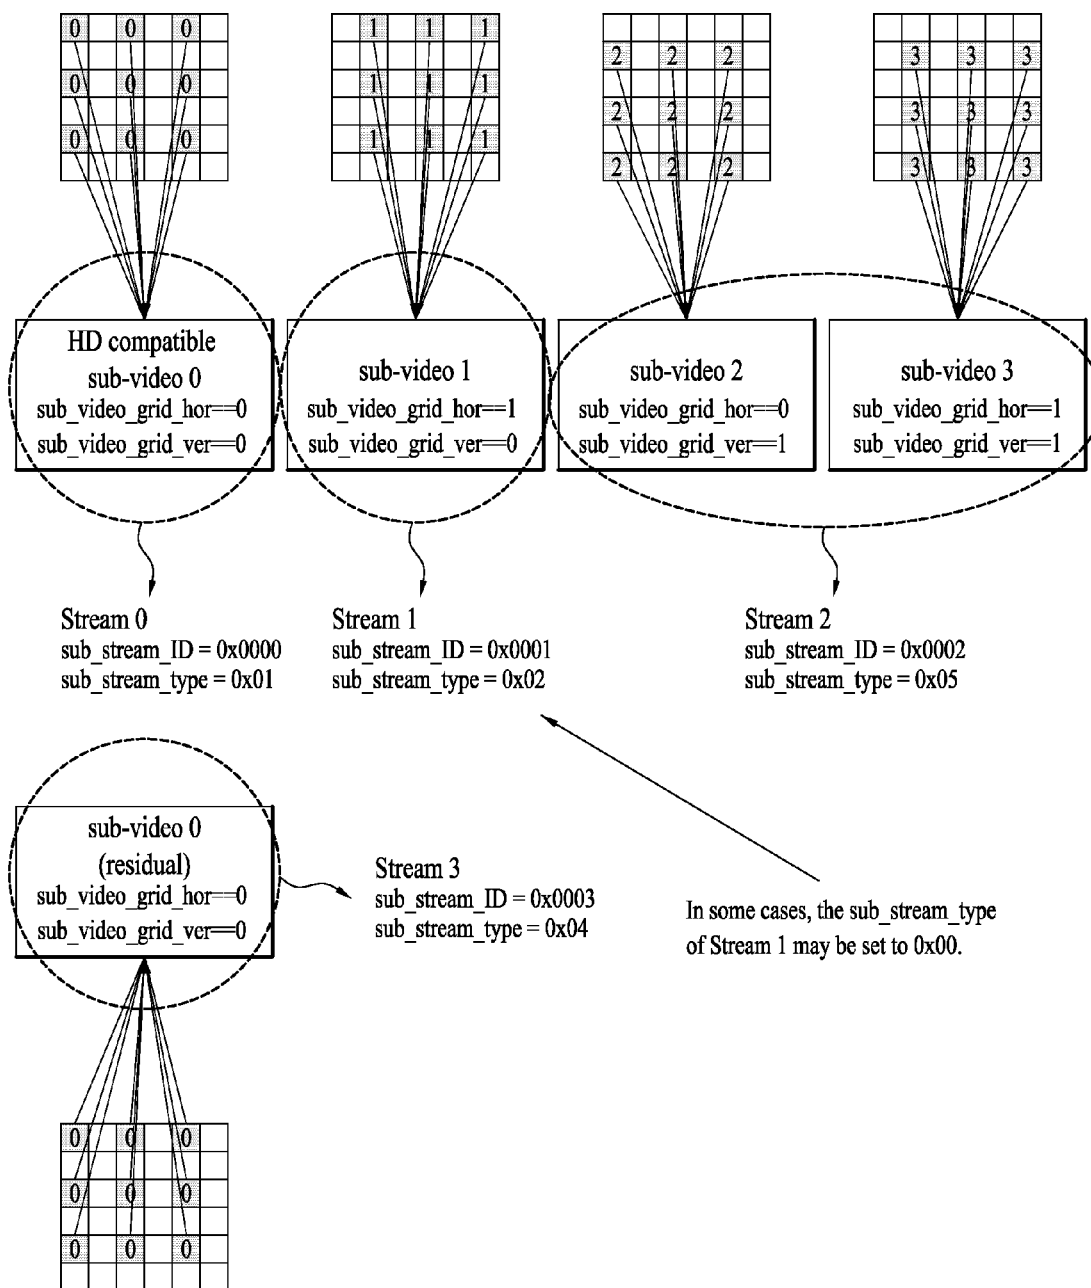 0 0 0 1 1 1 2 2 2 3 3 3
0 0 0 1 1 1 2 2 2 3 3 3
0 0 0 1 1 1 2 2 2 3 3 3
HD compatible
sub-video 0
sub_video_grid_hor==0
sub_video_grid_ver==0
sub-video 1
sub_video_grid_hor==1
sub_video_grid_ver==0
sub-video 2
sub_video_grid_hor==0
sub_video_grid_ver==1
sub-video 3
sub_video_grid_hor==1
sub_video_grid_ver==1
Stream 0
sub_stream_ID = 0x0000
sub_stream_type = 0x01
Stream 1
sub_stream_ID = 0x0001
sub_stream_type = 0x02
Stream 2
sub_stream_ID = 0x0002
sub_stream_type = 0x05
sub-video 0
(residual)
sub_video_grid_hor==0
sub_video_grid_ver==0
Stream 3
sub_stream_ID = 0x0003
sub_stream_type = 0x04
In some cases, the sub_stream_type
of Stream 1 may be set to 0x00.
0 0 0
0 0 0
0 0 0